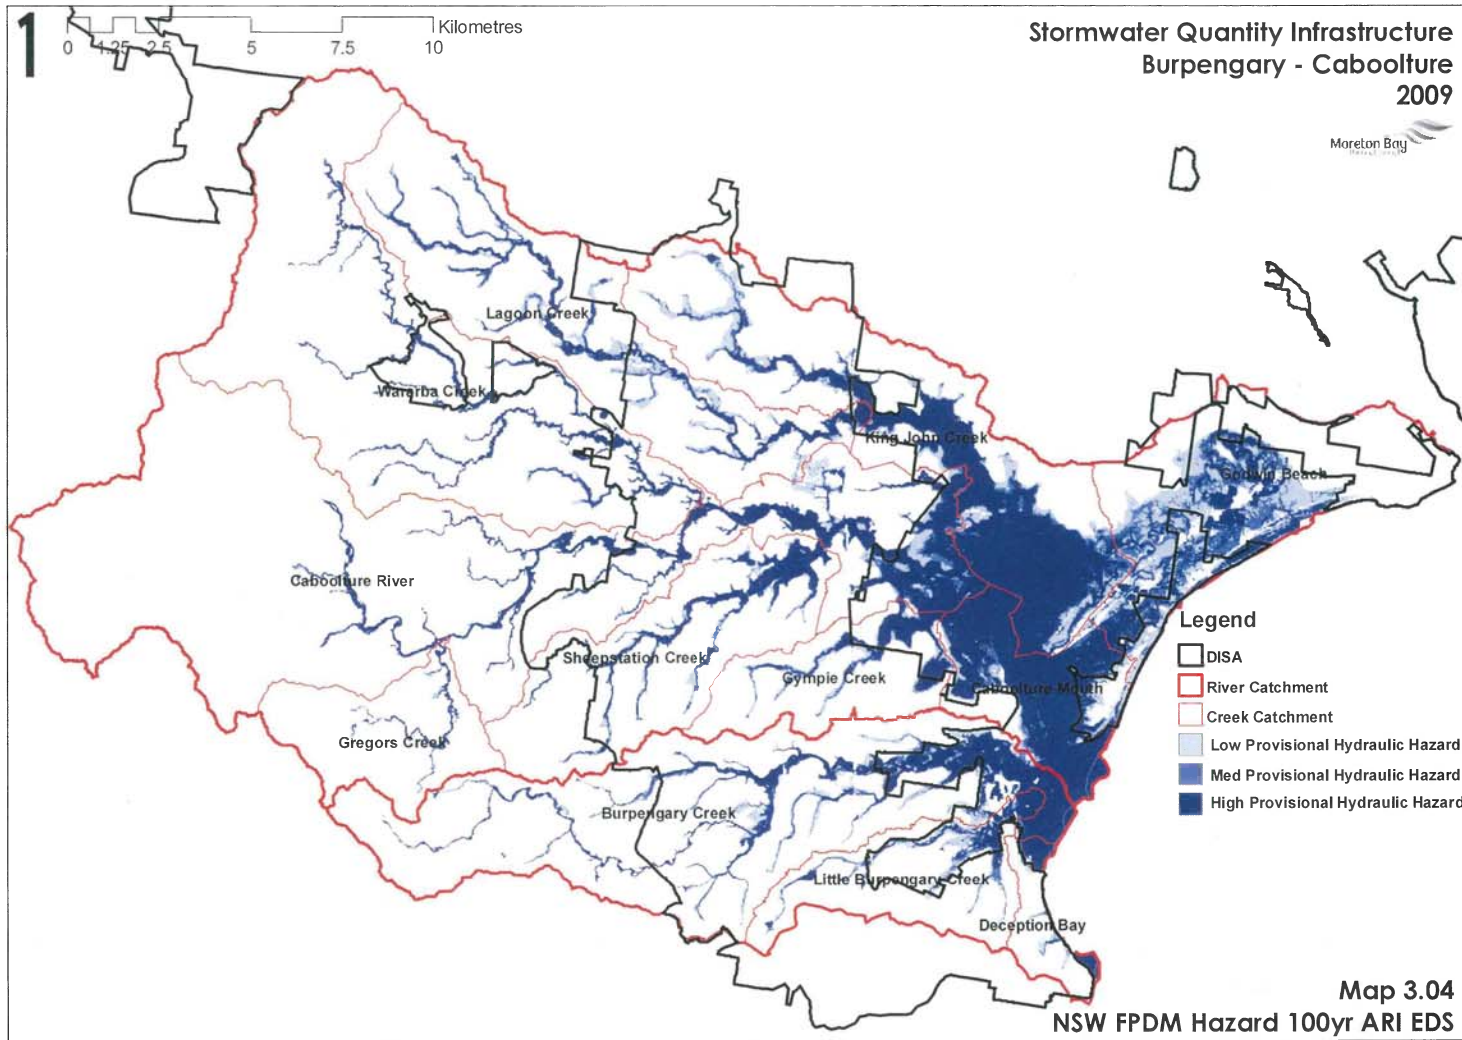 1
Kilometres
0 1.25 2.5 5 7.5 10
Stormwater Quantity Infrastructure
Burpengary - Caboolture
2009
Moreton Bay
Lagoon Creek
Wararba Creek
King John Creek
Godwin Beach
Caboolture River
Sheepstation Creek
Gympie Creek
Caboolture Mouth
Gregors Creek
Burpengary Creek
Little Burpengary Creek
Deception Bay
Legend
DISA
River Catchment
Creek Catchment
Low Provisional Hydraulic Hazard
Med Provisional Hydraulic Hazard
High Provisional Hydraulic Hazard
Map 3.04
NSW FPDM Hazard 100yr ARI EDS